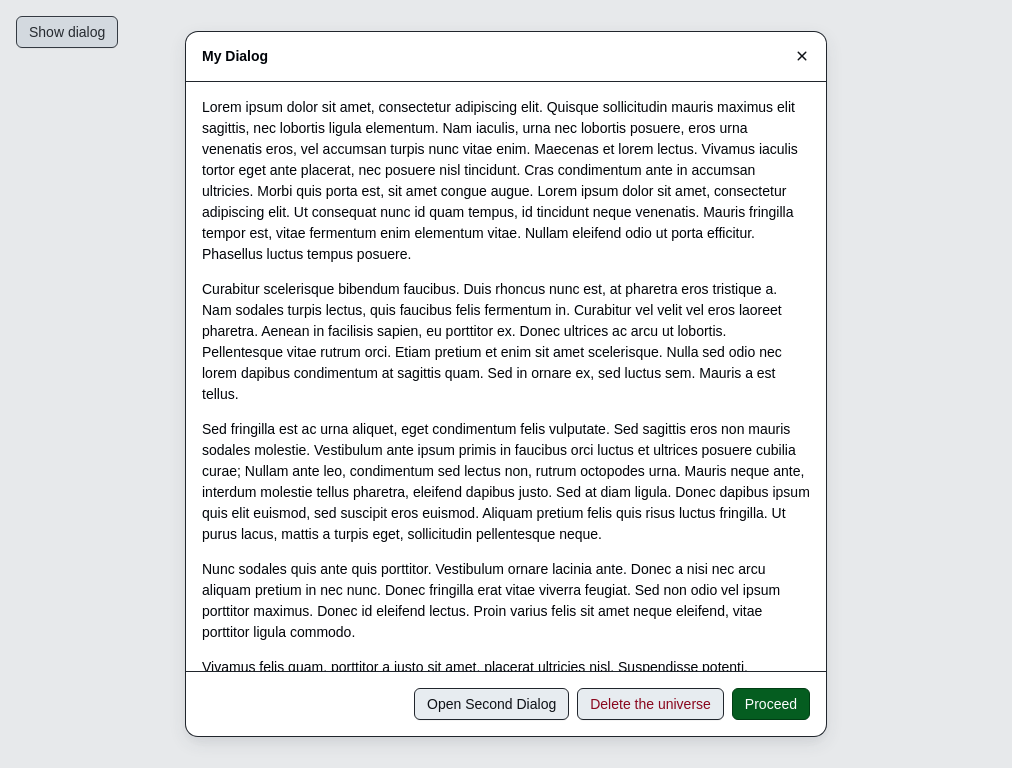 Show dialog
My Dialog
Lorem ipsum dolor sit amet, consectetur adipiscing elit. Quisque sollicitudin mauris maximus elit
sagittis, nec lobortis ligula elementum. Nam iaculis, urna nec lobortis posuere, eros urna
venenatis eros, vel accumsan turpis nunc vitae enim. Maecenas et lorem lectus. Vivamus iaculis
tortor eget ante placerat, nec posuere nisl tincidunt. Cras condimentum ante in accumsan
ultricies. Morbi quis porta est, sit amet congue augue. Lorem ipsum dolor sit amet, consectetur
adipiscing elit. Ut consequat nunc id quam tempus, id tincidunt neque venenatis. Mauris fringilla
tempor est, vitae fermentum enim elementum vitae. Nullam eleifend odio ut porta efficitur.
Phasellus luctus tempus posuere.
Curabitur scelerisque bibendum faucibus. Duis rhoncus nunc est, at pharetra eros tristique a.
Nam sodales turpis lectus, quis faucibus felis fermentum in. Curabitur vel velit vel eros laoreet
pharetra. Aenean in facilisis sapien, eu porttitor ex. Donec ultrices ac arcu ut lobortis.
Pellentesque vitae rutrum orci. Etiam pretium et enim sit amet scelerisque. Nulla sed odio nec
lorem dapibus condimentum at sagittis quam. Sed in ornare ex, sed luctus sem. Mauris a est
tellus.
Sed fringilla est ac urna aliquet, eget condimentum felis vulputate. Sed sagittis eros non mauris
sodales molestie. Vestibulum ante ipsum primis in faucibus orci luctus et ultrices posuere cubilia
curae; Nullam ante leo, condimentum sed lectus non, rutrum octopodes urna. Mauris neque ante,
interdum molestie tellus pharetra, eleifend dapibus justo. Sed at diam ligula. Donec dapibus ipsum
quis elit euismod, sed suscipit eros euismod. Aliquam pretium felis quis risus luctus fringilla. Ut
purus lacus, mattis a turpis eget, sollicitudin pellentesque neque.
Nunc sodales quis ante quis porttitor. Vestibulum ornare lacinia ante. Donec a nisi nec arcu
aliquam pretium in nec nunc. Donec fringilla erat vitae viverra feugiat. Sed non odio vel ipsum
porttitor maximus. Donec id eleifend lectus. Proin varius felis sit amet neque eleifend, vitae
porttitor ligula commodo.
Vivamus felis quam, porttitor a justo sit amet, placerat ultricies nisl. Suspendisse potenti.
Open Second Dialog
Delete the universe
Proceed